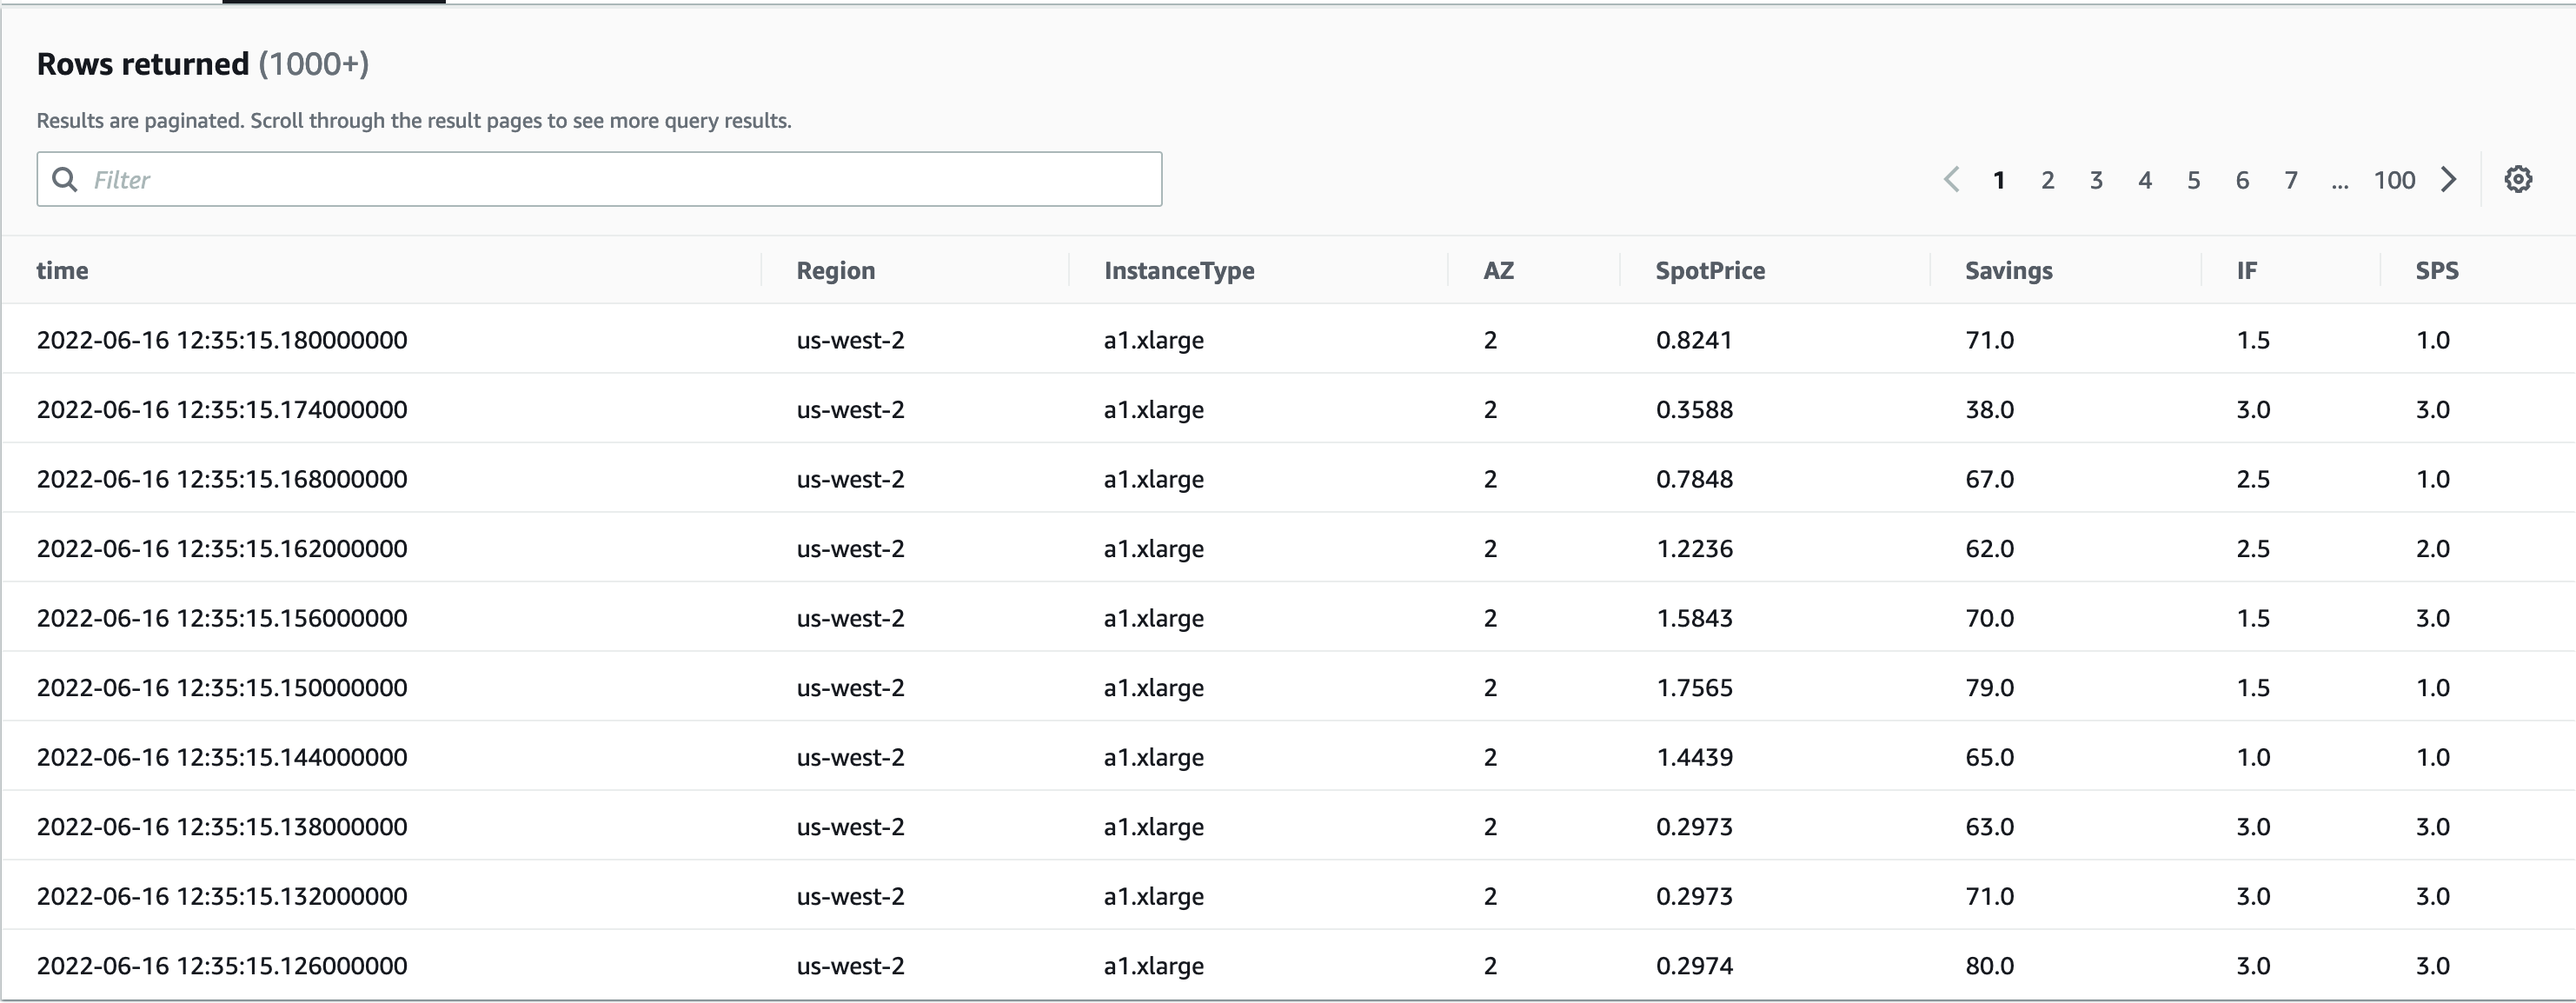 Rows returned (1000+)
Results are paginated. Scroll through the result pages to see more query results.
Filter
1 2 3 4 5 6 7 ... 100
time Region InstanceType AZ SpotPrice Savings IF SPS
2022-06-16 12:35:15.180000000 us-west-2 a1.xlarge 2 0.8241 71.0 1.5 1.0
2022-06-16 12:35:15.174000000 us-west-2 a1.xlarge 2 0.3588 38.0 3.0 3.0
2022-06-16 12:35:15.168000000 us-west-2 a1.xlarge 2 0.7848 67.0 2.5 1.0
2022-06-16 12:35:15.162000000 us-west-2 a1.xlarge 2 1.2236 62.0 2.5 2.0
2022-06-16 12:35:15.156000000 us-west-2 a1.xlarge 2 1.5843 70.0 1.5 3.0
2022-06-16 12:35:15.150000000 us-west-2 a1.xlarge 2 1.7565 79.0 1.5 1.0
2022-06-16 12:35:15.144000000 us-west-2 a1.xlarge 2 1.4439 65.0 1.0 1.0
2022-06-16 12:35:15.138000000 us-west-2 a1.xlarge 2 0.2973 63.0 3.0 3.0
2022-06-16 12:35:15.132000000 us-west-2 a1.xlarge 2 0.2973 71.0 3.0 3.0
2022-06-16 12:35:15.126000000 us-west-2 a1.xlarge 2 0.2974 80.0 3.0 3.0